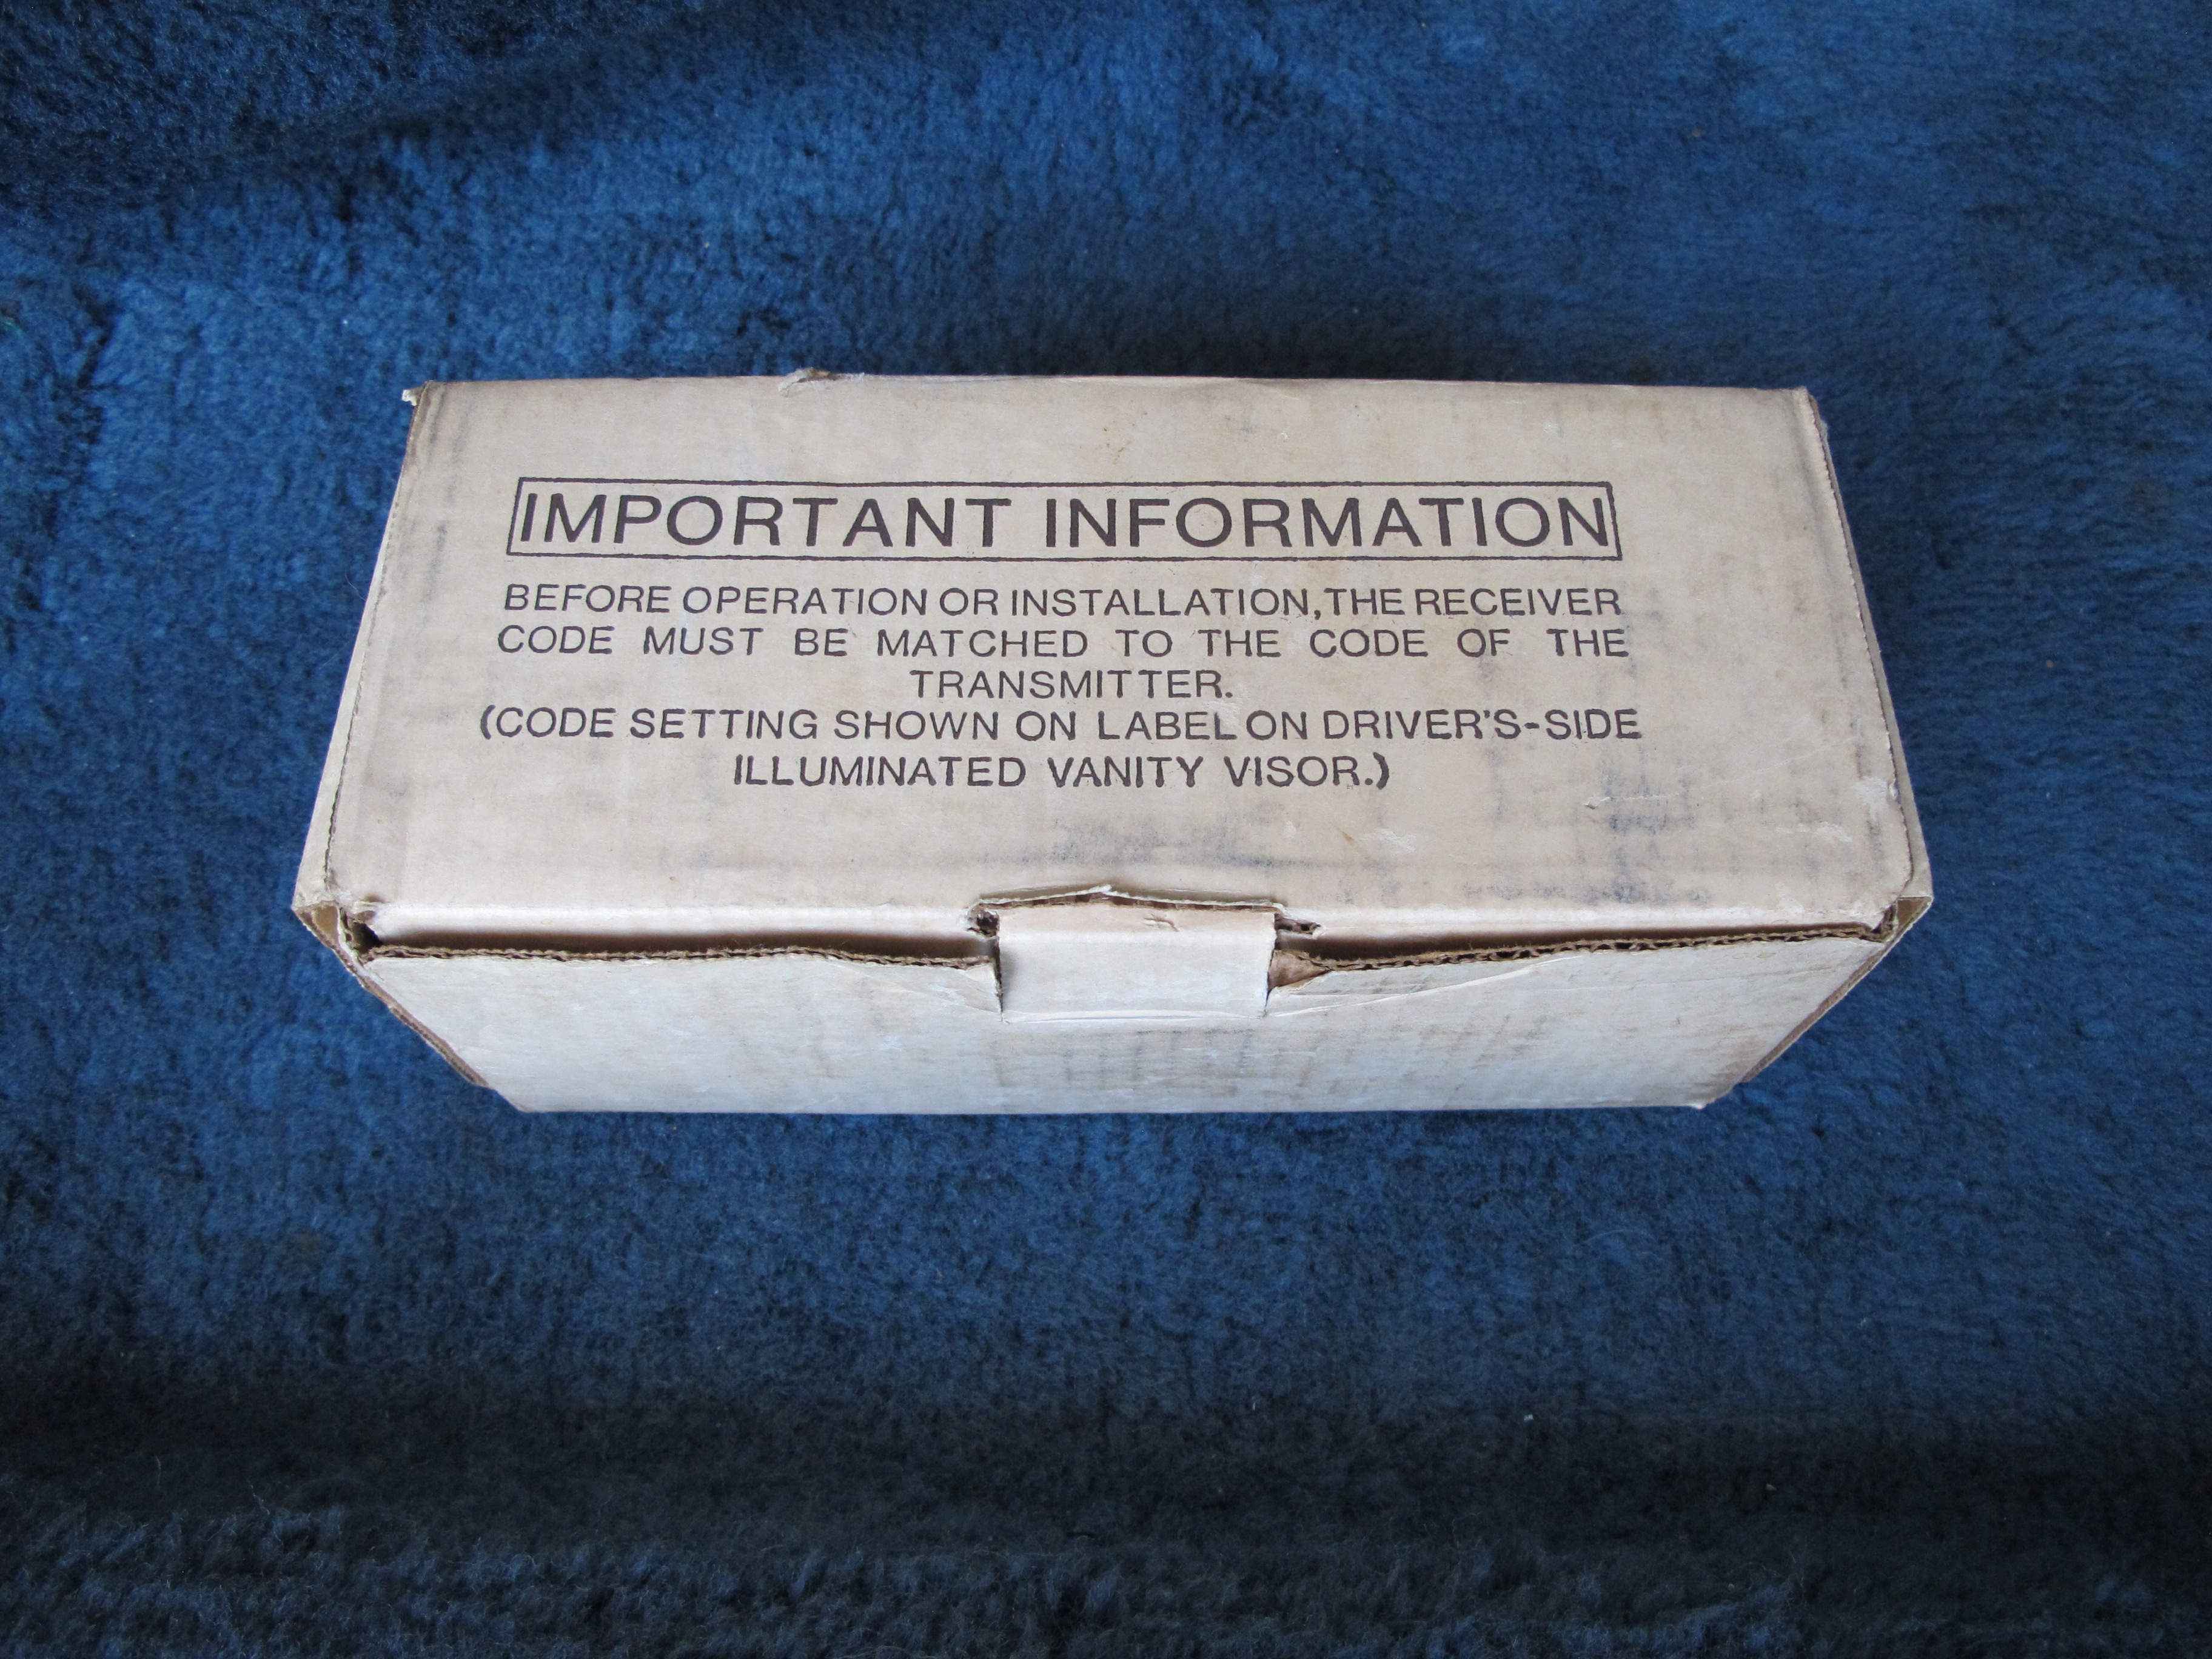 IMPORTANT INFORMATION
BEFORE OPERATION OR INSTALLATION, THE RECEIVER
CODE MUST BE MATCHED TO THE CODE OF THE
TRANSMITTER.
(CODE SETTING SHOWN ON LABEL ON DRIVER'S-SIDE
ILLUMINATED VANITY VISOR.)